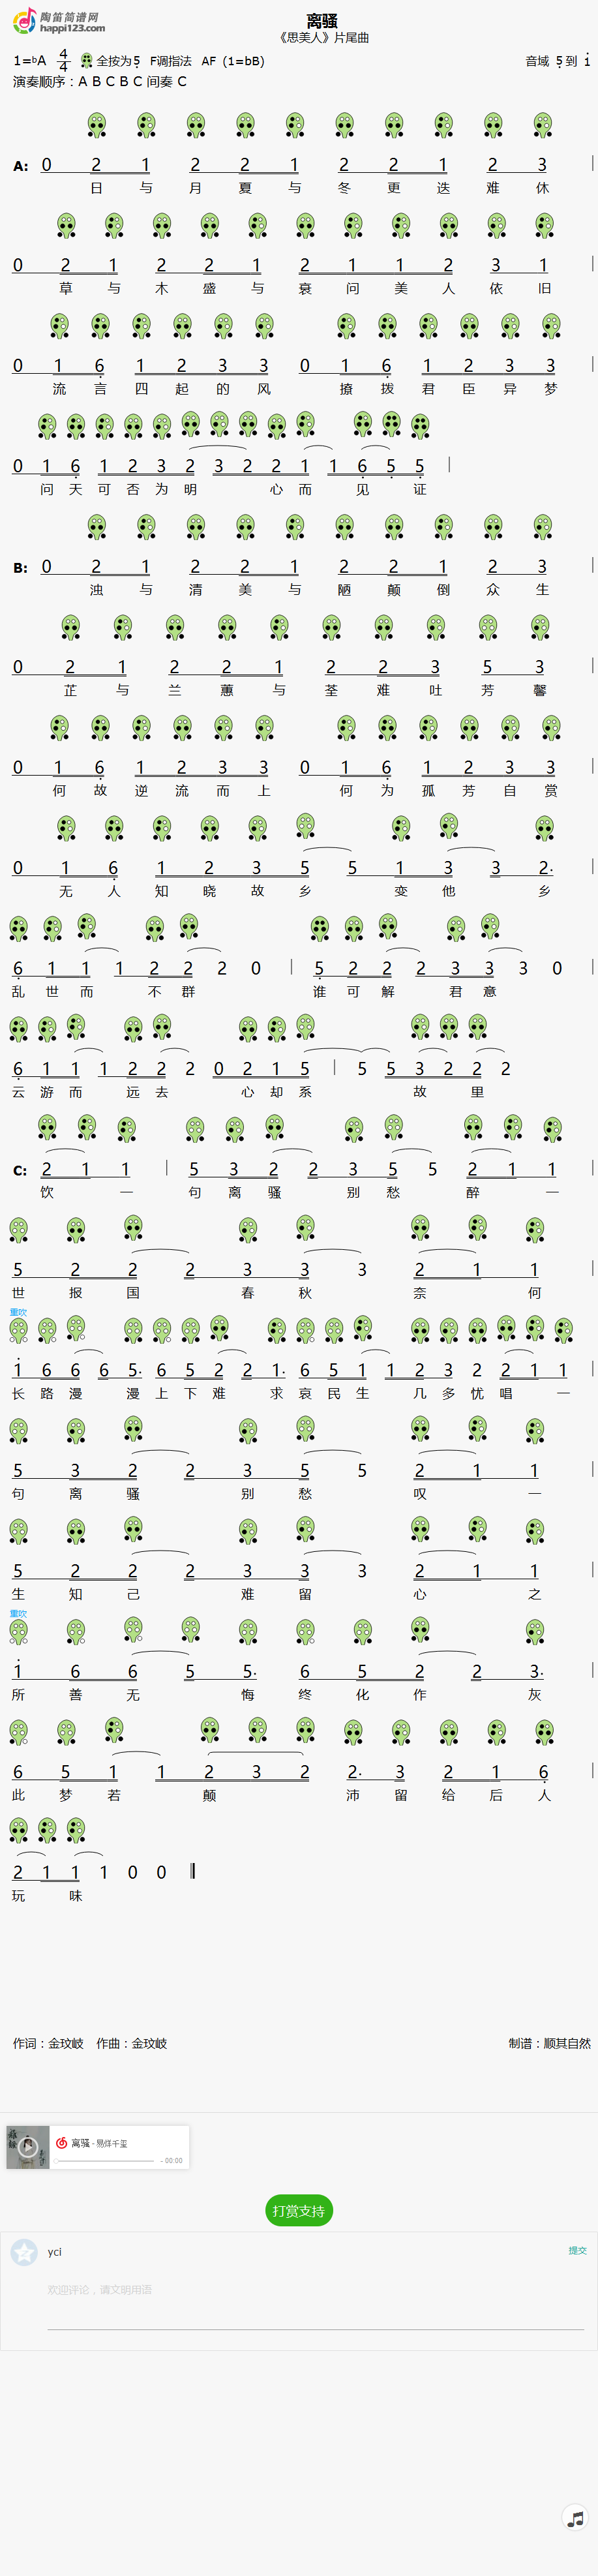 陶笛简谱网
happi123.com
离骚
《思美人》片尾曲
1=♭A 4/4 全按为5̣ F调指法 AF (1=bB) 音域 5̣ 到 1̇
演奏顺序：A B C B C 间奏 C
A: 0 2 1 2 2 1 2 2 1 2 3 |
日 与 月 夏 与 冬 更 迭 难 休
0 2 1 2 2 1 2 1 1 2 3 1 |
草 与 木 盛 与 衰 问 美 人 依 旧
0 1 6̣ 1 2 3 3 0 1 6̣ 1 2 3 3 |
流 言 四 起 的 风 撩 拨 君 臣 异 梦
0 1 6̣ 1 2 3 2 3 2 2 1 1 6̣ 5̣ 5̣ |
问 天 可 否 为 明 心 而 见 证
B: 0 2 1 2 2 1 2 2 1 2 3 |
浊 与 清 美 与 陋 颠 倒 众 生
0 2 1 2 2 1 2 2 3 5 3 |
芷 与 兰 蕙 与 荃 难 吐 芳 馨
0 1 6̣ 1 2 3 3 0 1 6̣ 1 2 3 3 |
何 故 逆 流 而 上 何 为 孤 芳 自 赏
0 1 6̣ 1 2 3 5 5 1 3 3 2· |
无 人 知 晓 故 乡 变 他 乡
6̣ 1 1 1 2 2 2 0 | 5̣ 2 2 2 3 3 3 0 |
乱 世 而 不 群 谁 可 解 君 意
6̣ 1 1 1 2 2 2 0 2 1 5 | 5 5 3 2 2 2
云 游 而 远 去 心 却 系 故 里
C: 2 1 1 | 5 3 2 2 3 5 5 2 1 1 |
饮 一 句 离 骚 别 愁 醉 一
5 2 2 2 3 3 3 2 1 1
世 报 国 春 秋 奈 何
重吹
1̇ 6 6 6 5· 6 5 2 2 1· 6 5 1 1 2 3 2 2 1 1 |
长 路 漫 漫 上 下 难 求 哀 民 生 几 多 忧 唱 一
5 3 2 2 3 5 5 2 1 1 |
句 离 骚 别 愁 叹 一
5 2 2 2 3 3 3 2 1 1 |
生 知 己 难 留 心 之
重吹
1̇ 6 6 5 5· 6 5 2 2 3· |
所 善 无 悔 终 化 作 灰
6 5 1 1 2 3 2 2· 3 2 1 6̣ |
此 梦 若 颠 沛 留 给 后 人
2 1 1 1 0 0
玩 味
作词：金玟岐 作曲：金玟岐 制谱：顺其自然
离骚 - 易烊千玺
- 00:00
打赏支持
yci 提交
欢迎评论，请文明用语